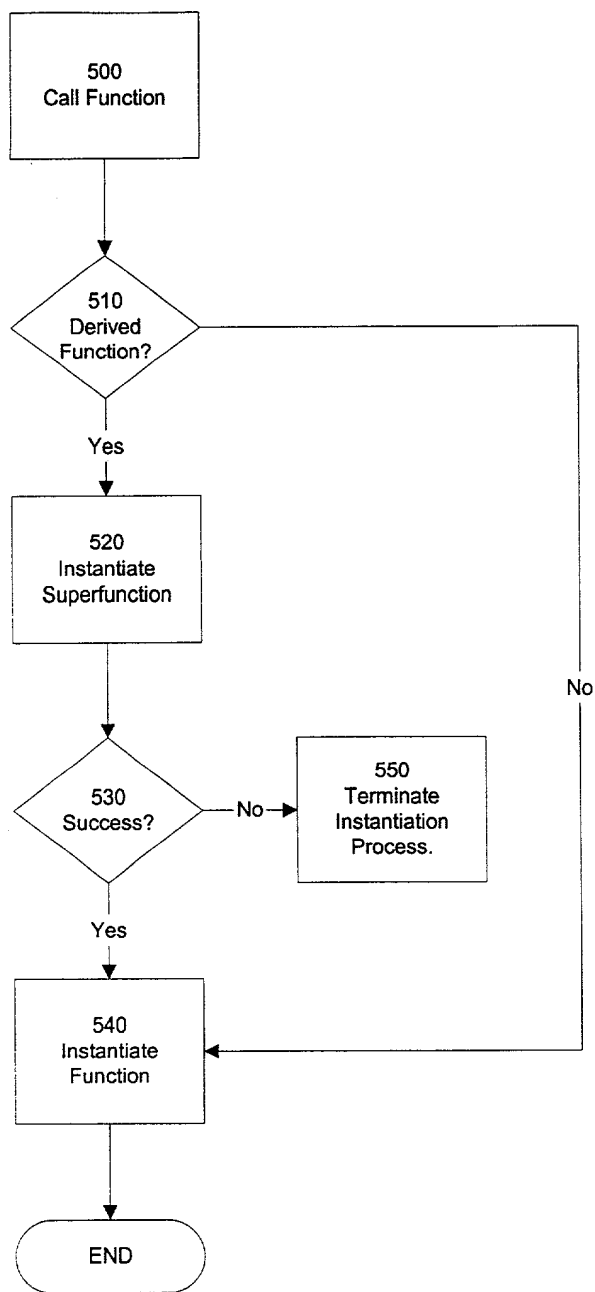 500
Call Function
510
Derived
Function?
Yes
520
Instantiate
Superfunction
No
530
Success?
No
550
Terminate
Instantiation
Process.
Yes
540
Instantiate
Function
END